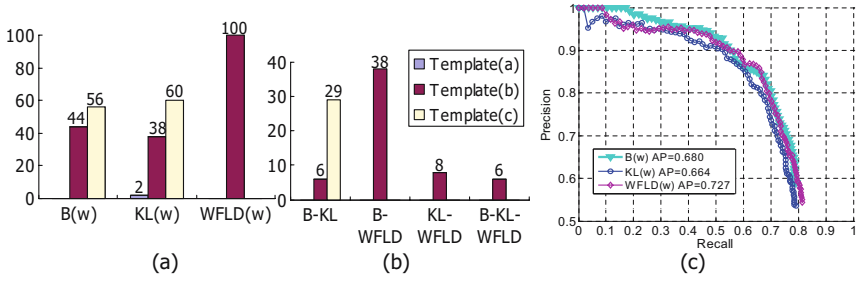 100
80
60
40
20
0
44
56
2
38
60
100
B(w)
KL(w)
WFLD(w)
(a)
40
30
20
10
0
6
29
38
8
6
Template(a)
Template(b)
Template(c)
B-KL
B-
WFLD
KL-
WFLD
B-KL-
WFLD
(b)
1
0.9
0.8
0.7
0.6
0.5
Precision
B(w) AP=0.680
KL(w) AP=0.664
WFLD(w) AP=0.727
0 0.1 0.2 0.3 0.4 0.5 0.6 0.7 0.8 0.9 1
Recall
(c)